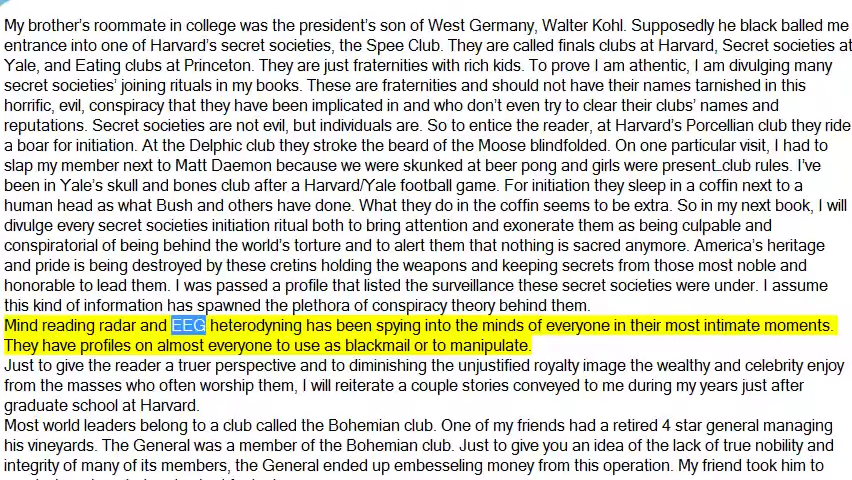 My brother’s roommate in college was the president’s son of West Germany, Walter Kohl. Supposedly he black balled me
entrance into one of Harvard’s secret societies, the Spee Club. They are called finals clubs at Harvard, Secret societies at
Yale, and Eating clubs at Princeton. They are just fraternities with rich kids. To prove I am athentic, I am divulging many
secret societies’ joining rituals in my books. These are fraternities and should not have their names tarnished in this
horrific, evil, conspiracy that they have been implicated in and who don’t even try to clear their clubs’ names and
reputations. Secret societies are not evil, but individuals are. So to entice the reader, at Harvard’s Porcellian club they ride
a boar for initiation. At the Delphic club they stroke the beard of the Moose blindfolded. On one particular visit, I had to
slap my member next to Matt Daemon because we were skunked at beer pong and girls were present_club rules. I’ve
been in Yale’s skull and bones club after a Harvard/Yale football game. For initiation they sleep in a coffin next to a
human head as what Bush and others have done. What they do in the coffin seems to be extra. So in my next book, I will
divulge every secret societies initiation ritual both to bring attention and exonerate them as being culpable and
conspiratorial of being behind the world’s torture and to alert them that nothing is sacred anymore. America’s heritage
and pride is being destroyed by these cretins holding the weapons and keeping secrets from those most noble and
honorable to lead them. I was passed a profile that listed the surveillance these secret societies were under. I assume
this kind of information has spawned the plethora of conspiracy theory behind them.
Mind reading radar and EEG heterodyning has been spying into the minds of everyone in their most intimate moments.
They have profiles on almost everyone to use as blackmail or to manipulate.
Just to give the reader a truer perspective and to diminishing the unjustified royalty image the wealthy and celebrity enjoy
from the masses who often worship them, I will reiterate a couple stories conveyed to me during my years just after
graduate school at Harvard.
Most world leaders belong to a club called the Bohemian club. One of my friends had a retired 4 star general managing
his vineyards. The General was a member of the Bohemian club. Just to give you an idea of the lack of true nobility and
integrity of many of its members, the General ended up embesseling money from this operation. My friend took him to